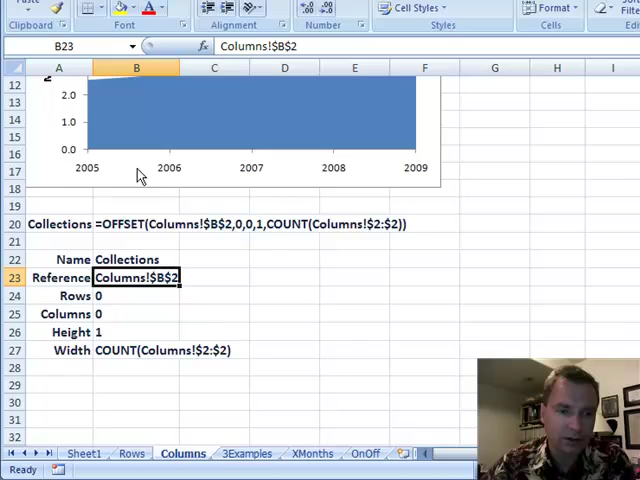 Paste
Cell Styles
Format
Clipboard
Font
Alignment
Number
Styles
Cells
B23 fx Columns!$B$2
A B C D E F G H I
12 2.0
13
14 1.0
15
16 0.0
17 2005 2006 2007 2008 2009
18
19
20 Collections =OFFSET(Columns!$B$2,0,0,1,COUNT(Columns!$2:$2))
21
22 Name Collections
23 Reference Columns!$B$2
24 Rows 0
25 Columns 0
26 Height 1
27 Width COUNT(Columns!$2:$2)
28
29
30
31
32
Sheet1 Rows Columns 3Examples XMonths OnOff
Ready